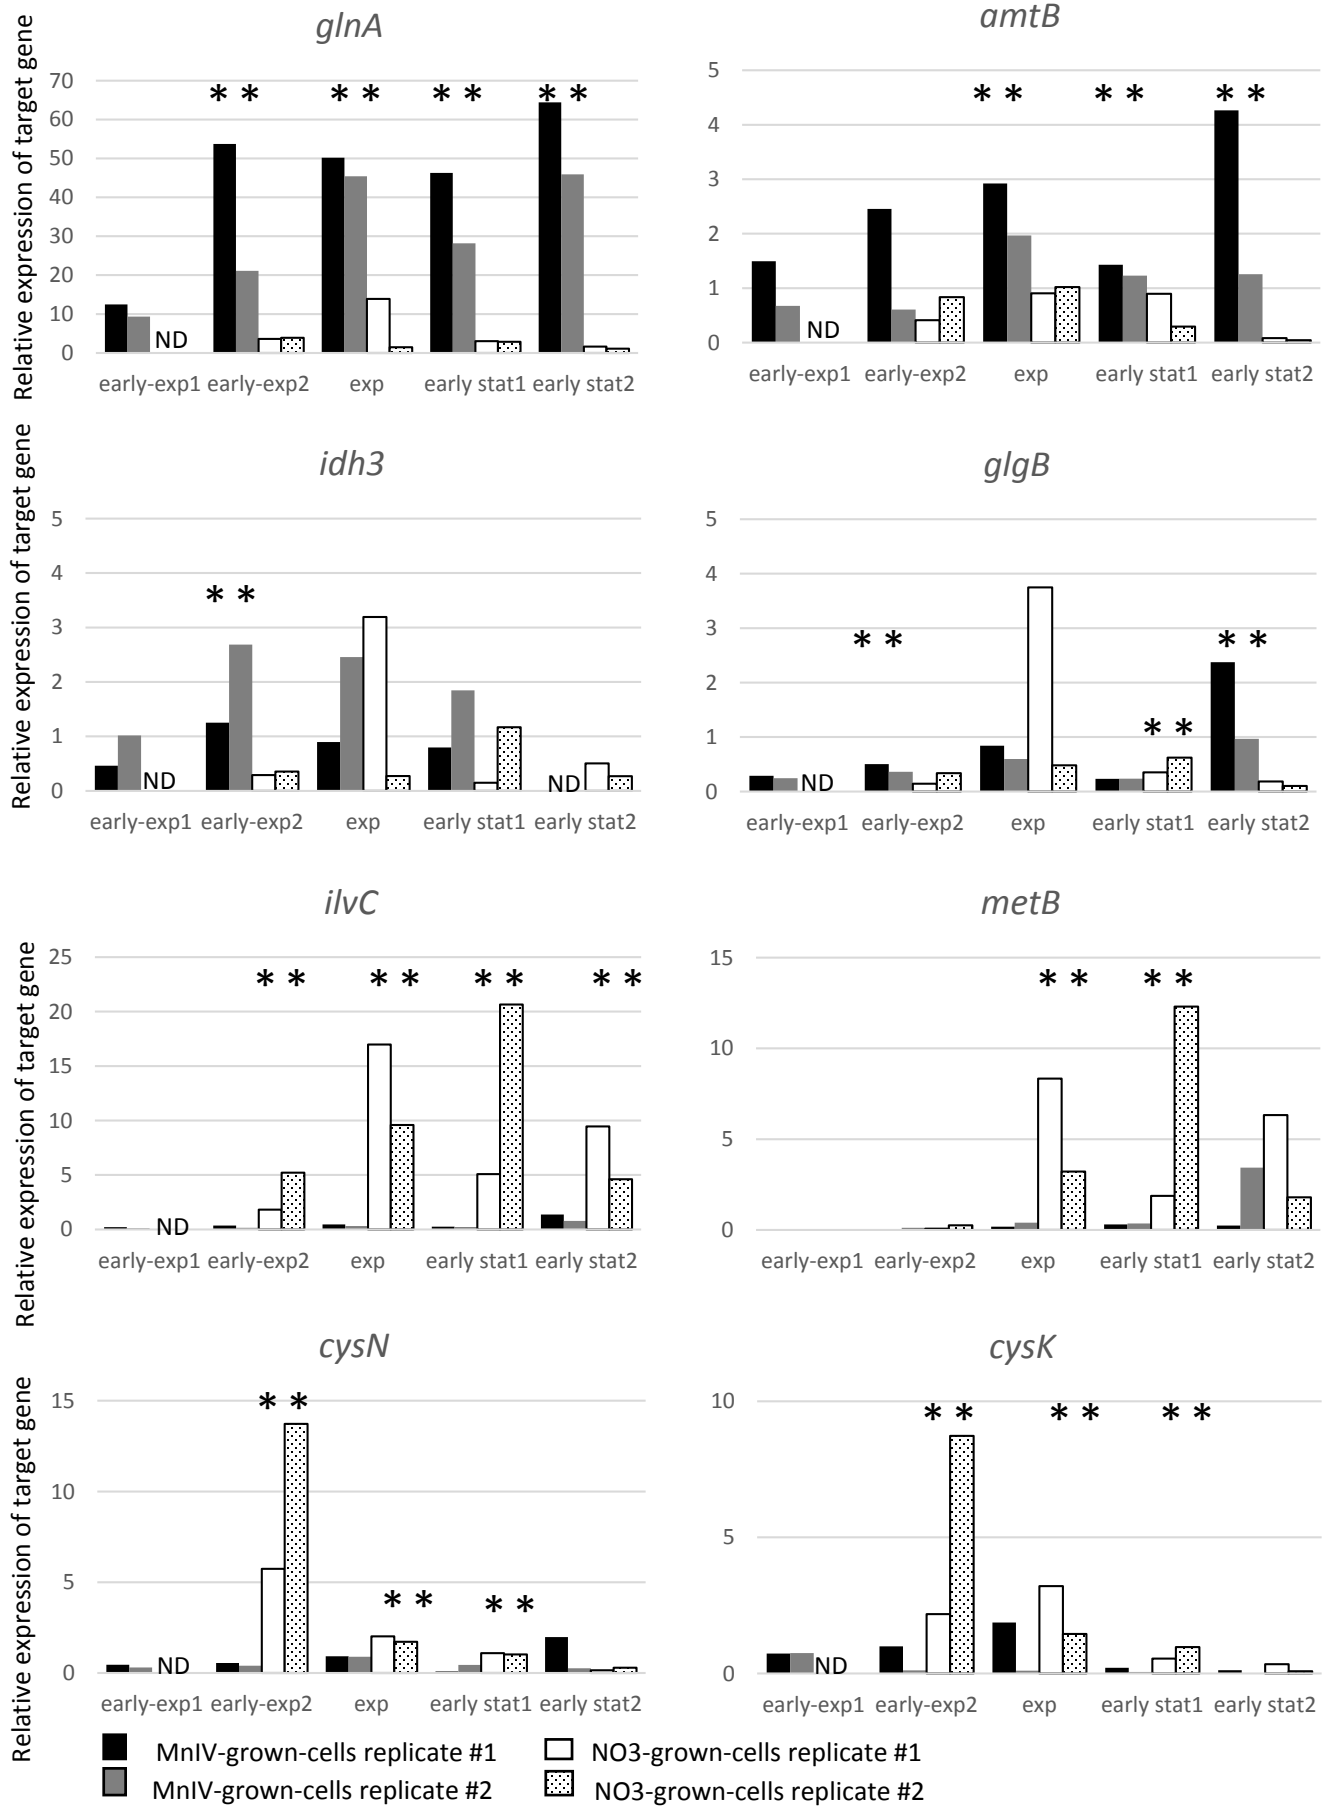 glnA
amtB
Relative expression of target gene
70
60
50
40
30
20
10
0
* *
* *
* *
* *
ND
early-exp1 early-exp2 exp early stat1 early stat2
5
4
3
2
1
0
* *
* *
* *
ND
early-exp1 early-exp2 exp early stat1 early stat2
idh3
glgB
Relative expression of target gene
5
4
3
2
1
0
* *
ND
ND
early-exp1 early-exp2 exp early stat1 early stat2
5
4
3
2
1
0
* *
* *
* *
ND
early-exp1 early-exp2 exp early stat1 early stat2
ilvC
metB
Relative expression of target gene
25
20
15
10
5
0
* *
* *
* *
* *
ND
early-exp1 early-exp2 exp early stat1 early stat2
15
10
5
0
* *
* *
early-exp1 early-exp2 exp early stat1 early stat2
cysN
cysK
Relative expression of target gene
15
10
5
0
* *
* *
* *
ND
early-exp1 early-exp2 exp early stat1 early stat2
10
5
0
* *
* *
* *
ND
early-exp1 early-exp2 exp early stat1 early stat2
MnIV-grown-cells replicate #1
NO3-grown-cells replicate #1
MnIV-grown-cells replicate #2
NO3-grown-cells replicate #2